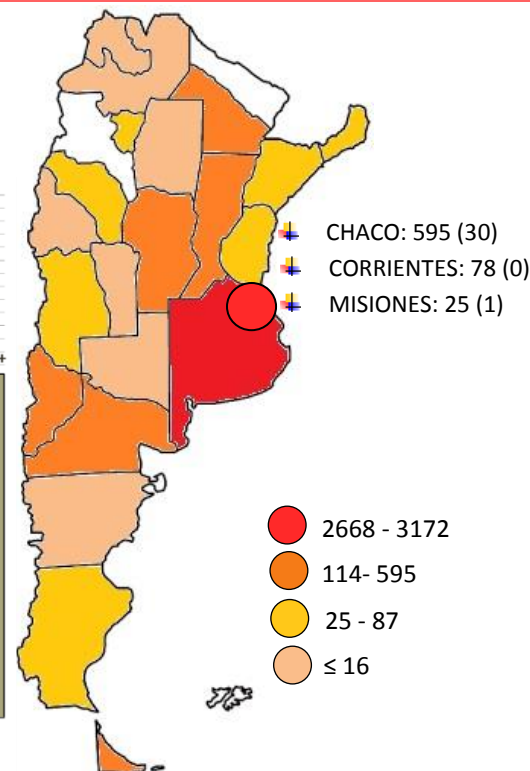 CHACO: 595 (30)
CORRIENTES: 78 (0)
MISIONES: 25 (1)
+
2668 - 3172
114- 595
25 - 87
≤ 16